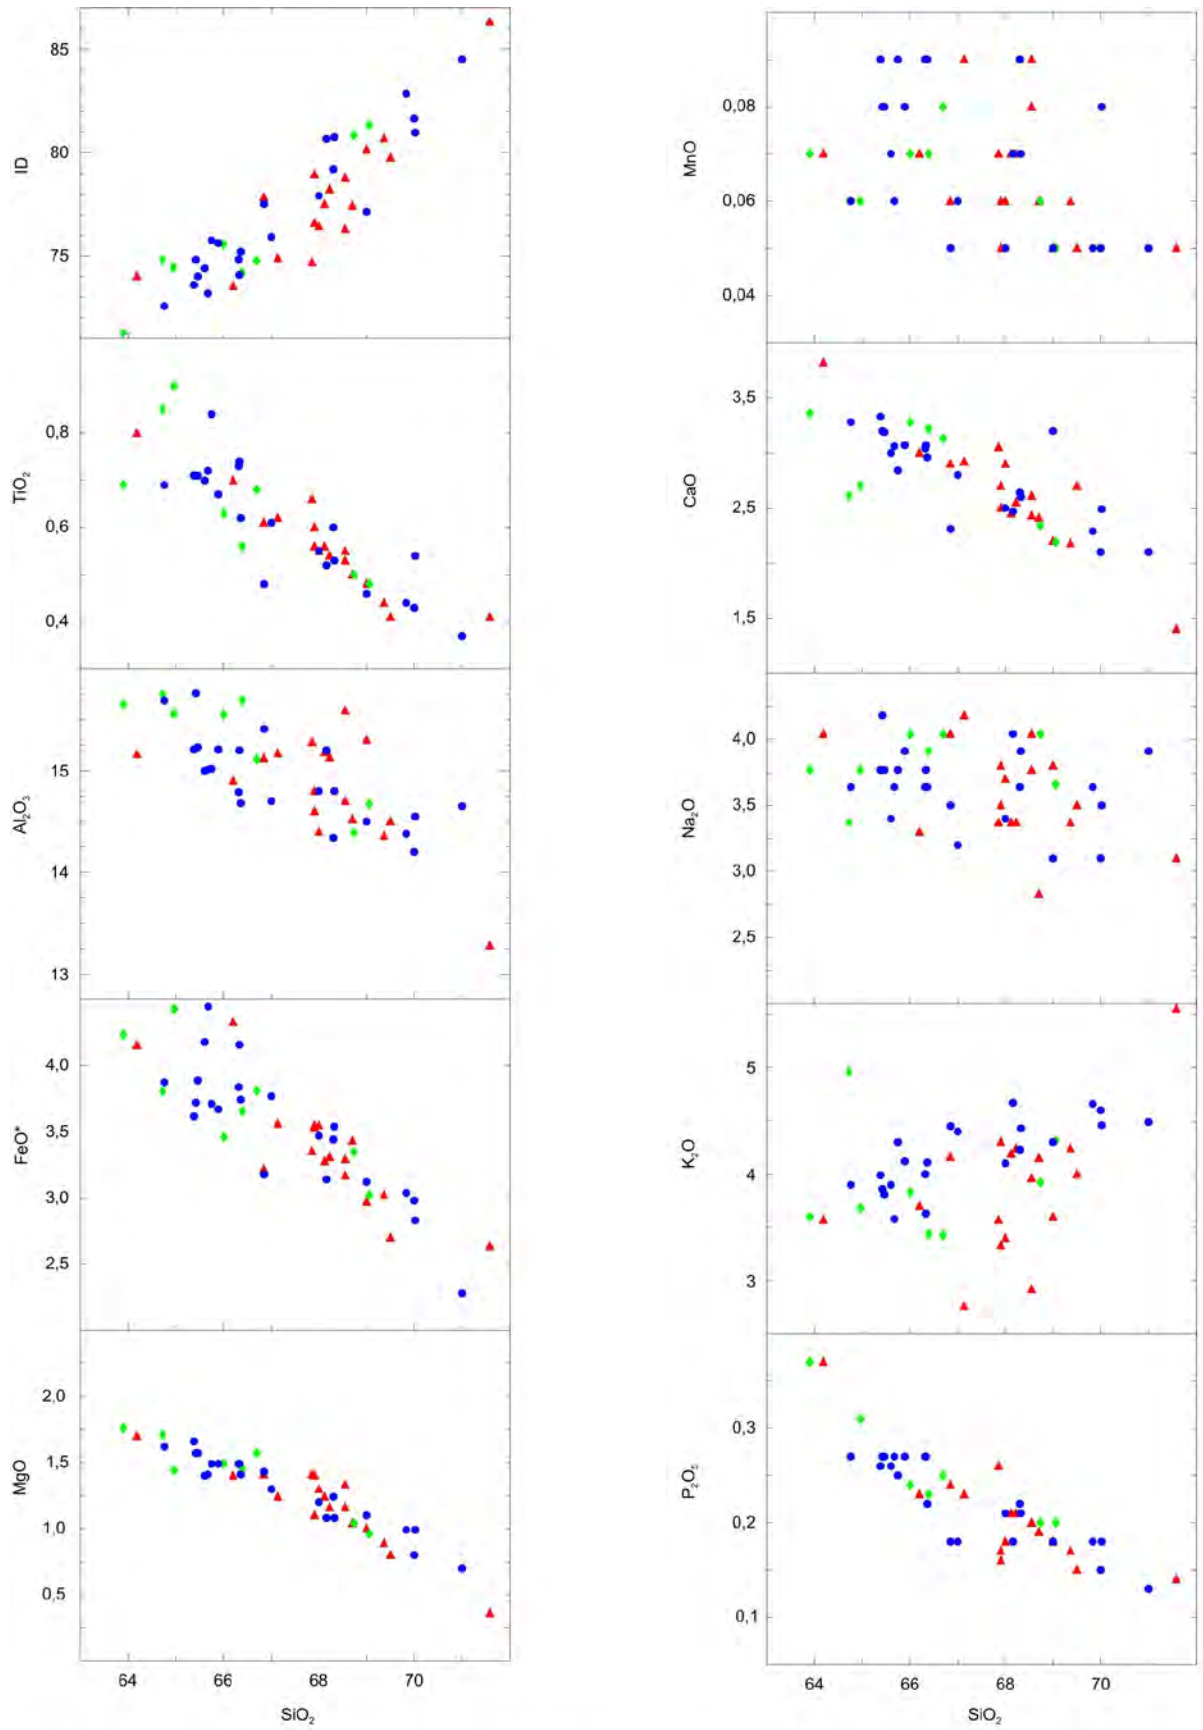 85
80
75
ID
0,8
0,6
0,4
TiO₂
15
14
13
Al₂O₃
4.0
3.5
3.0
2.5
FeO*
2,0
1,5
1,0
0,5
MgO
64 66 68 70
SiO₂
0,08
0,06
0,04
MnO
3,5
2,5
1,5
CaO
4,0
3,5
3,0
2,5
Na₂O
5
4
3
K₂O
0,3
0,2
0,1
P₂O₅
64 66 68 70
SiO₂